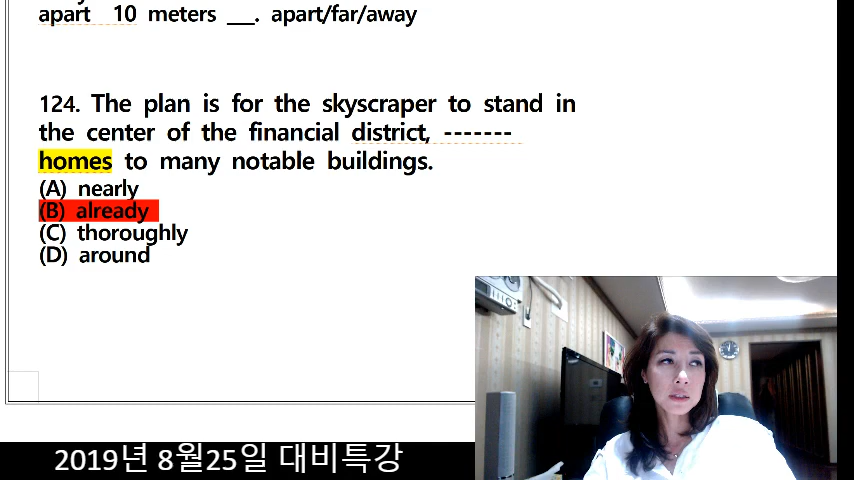 apart 10 meters __. apart/far/away
124. The plan is for the skyscraper to stand in
the center of the financial district, -------
homes to many notable buildings.
(A) nearly
(B) already
(C) thoroughly
(D) around
2019년 8월25일 대비특강